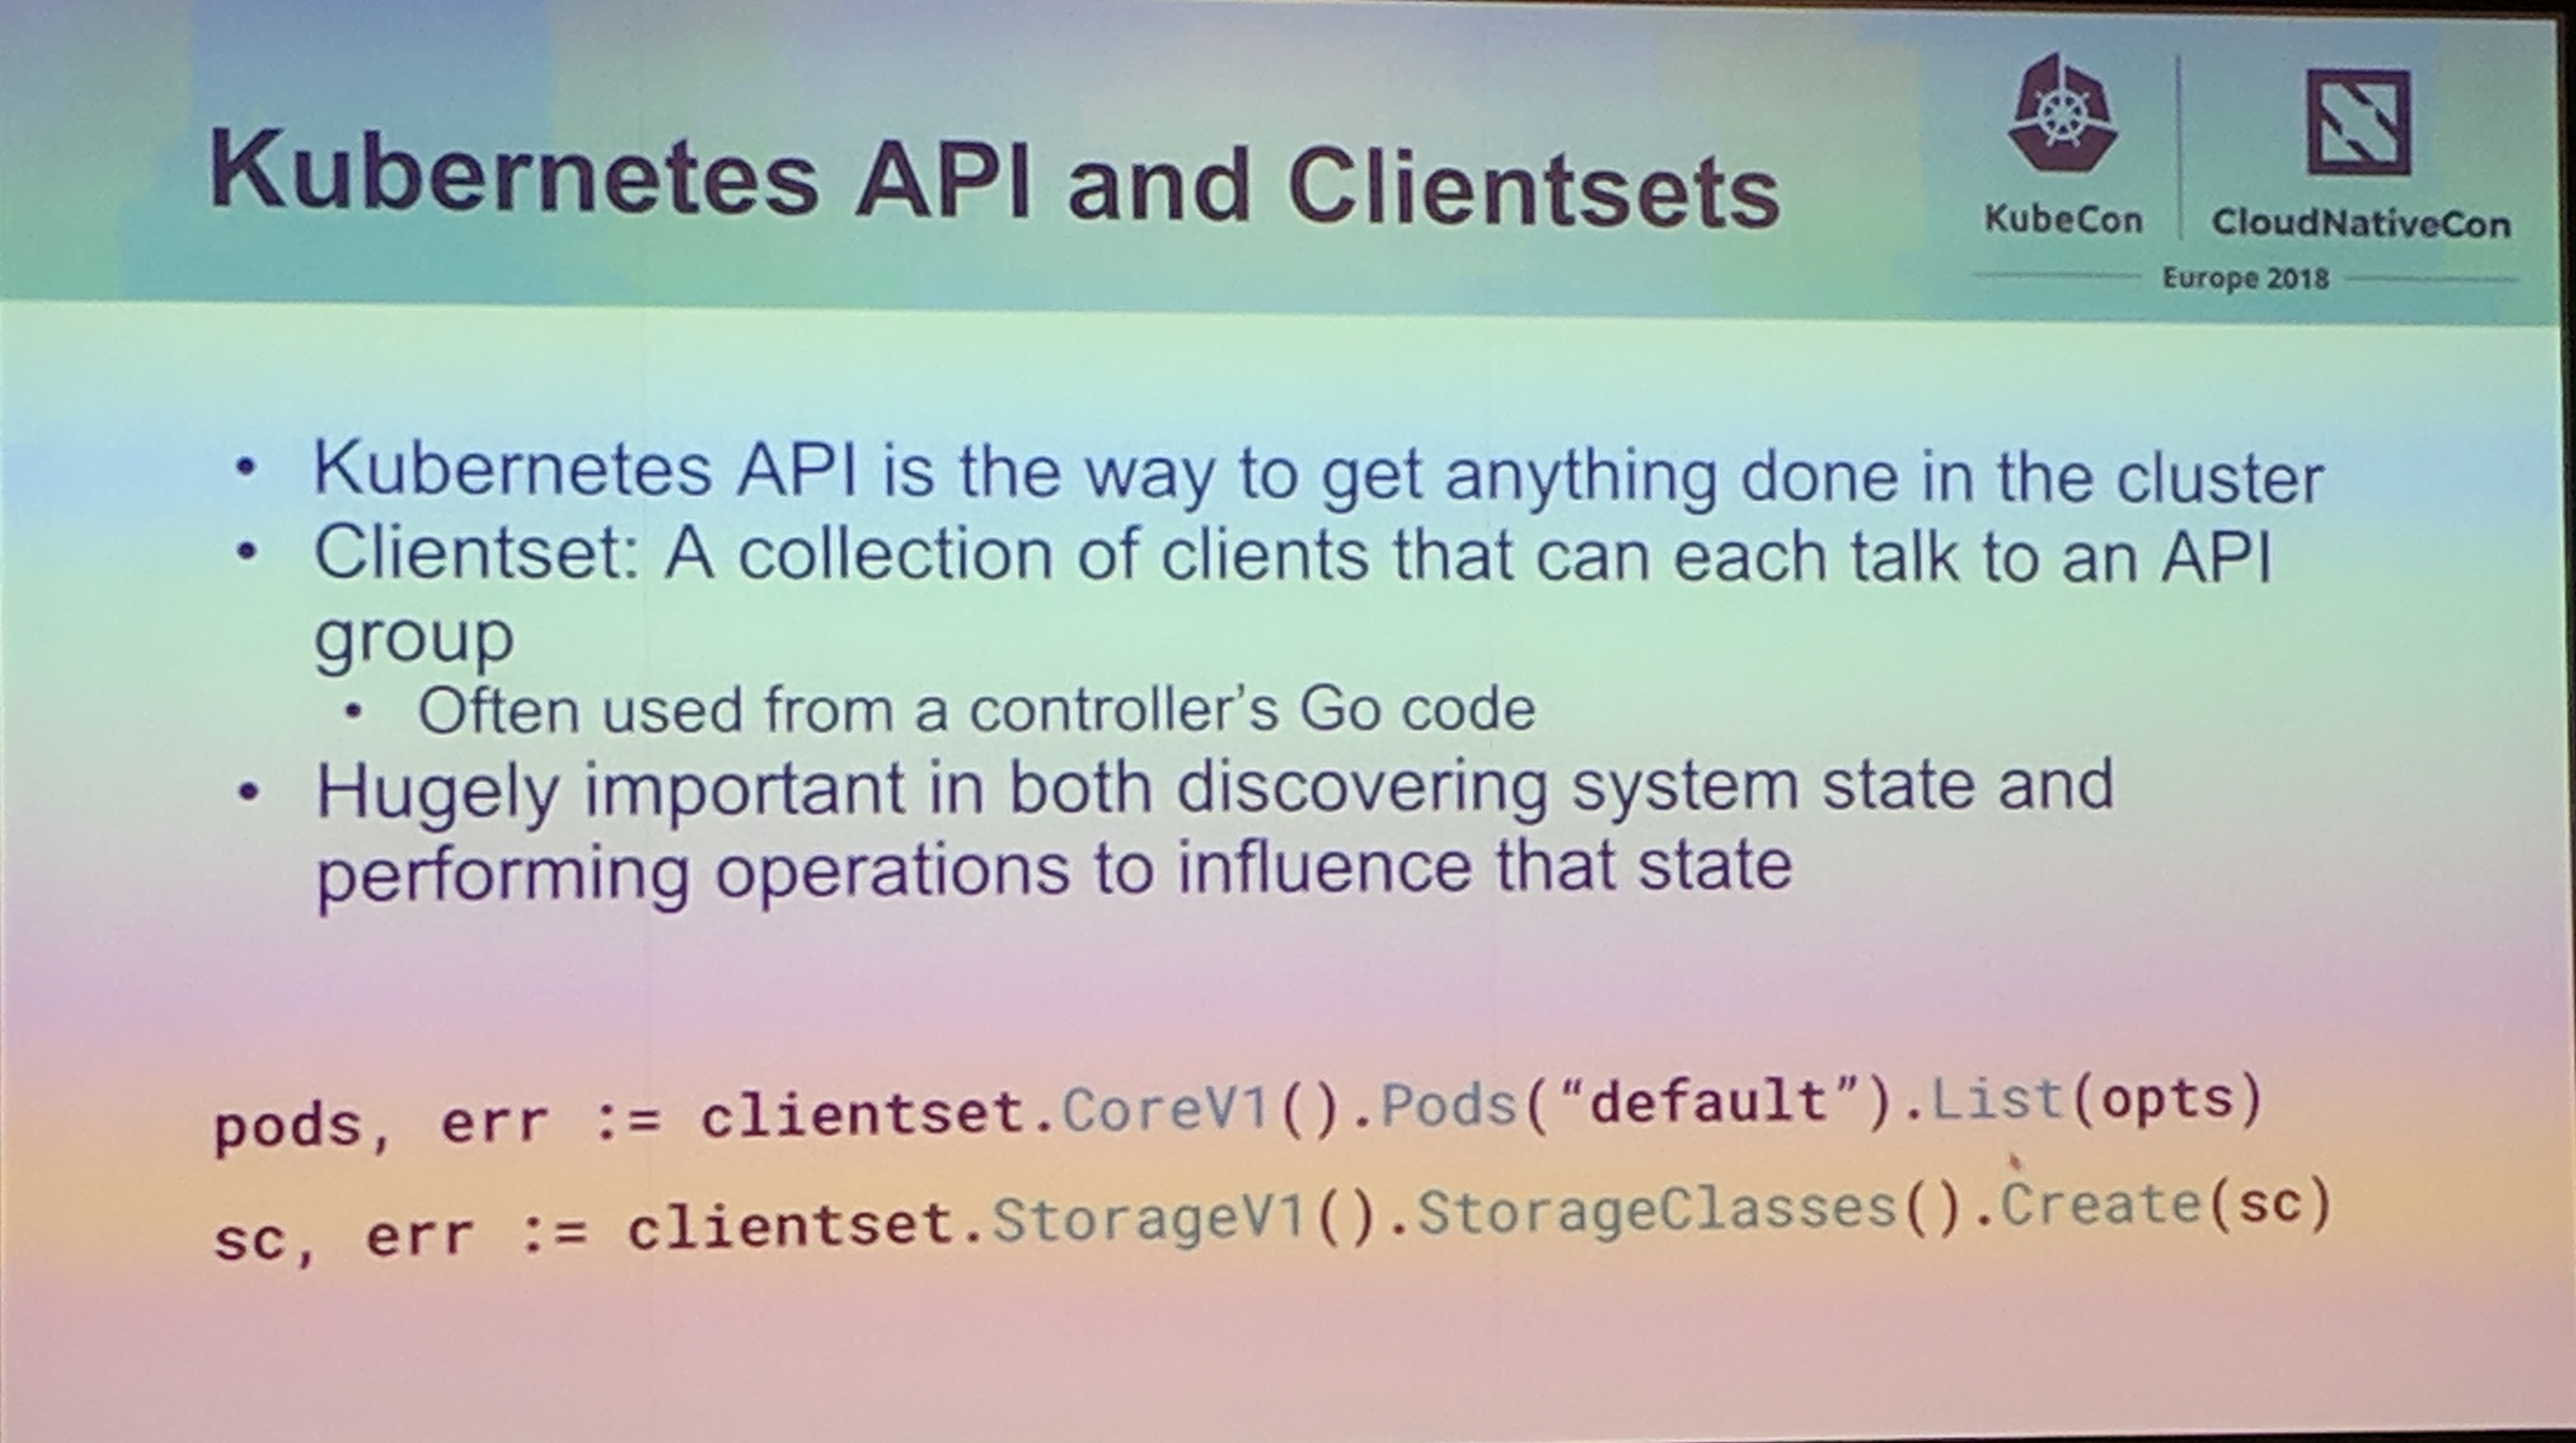 Kubernetes API and Clientsets
KubeCon
CloudNativeCon
Europe 2018
• Kubernetes API is the way to get anything done in the cluster
• Clientset: A collection of clients that can each talk to an API
group
• Often used from a controller’s Go code
• Hugely important in both discovering system state and
performing operations to influence that state
pods, err := clientset.CoreV1().Pods(“default”).List(opts)
sc, err := clientset.StorageV1().StorageClasses().Create(sc)